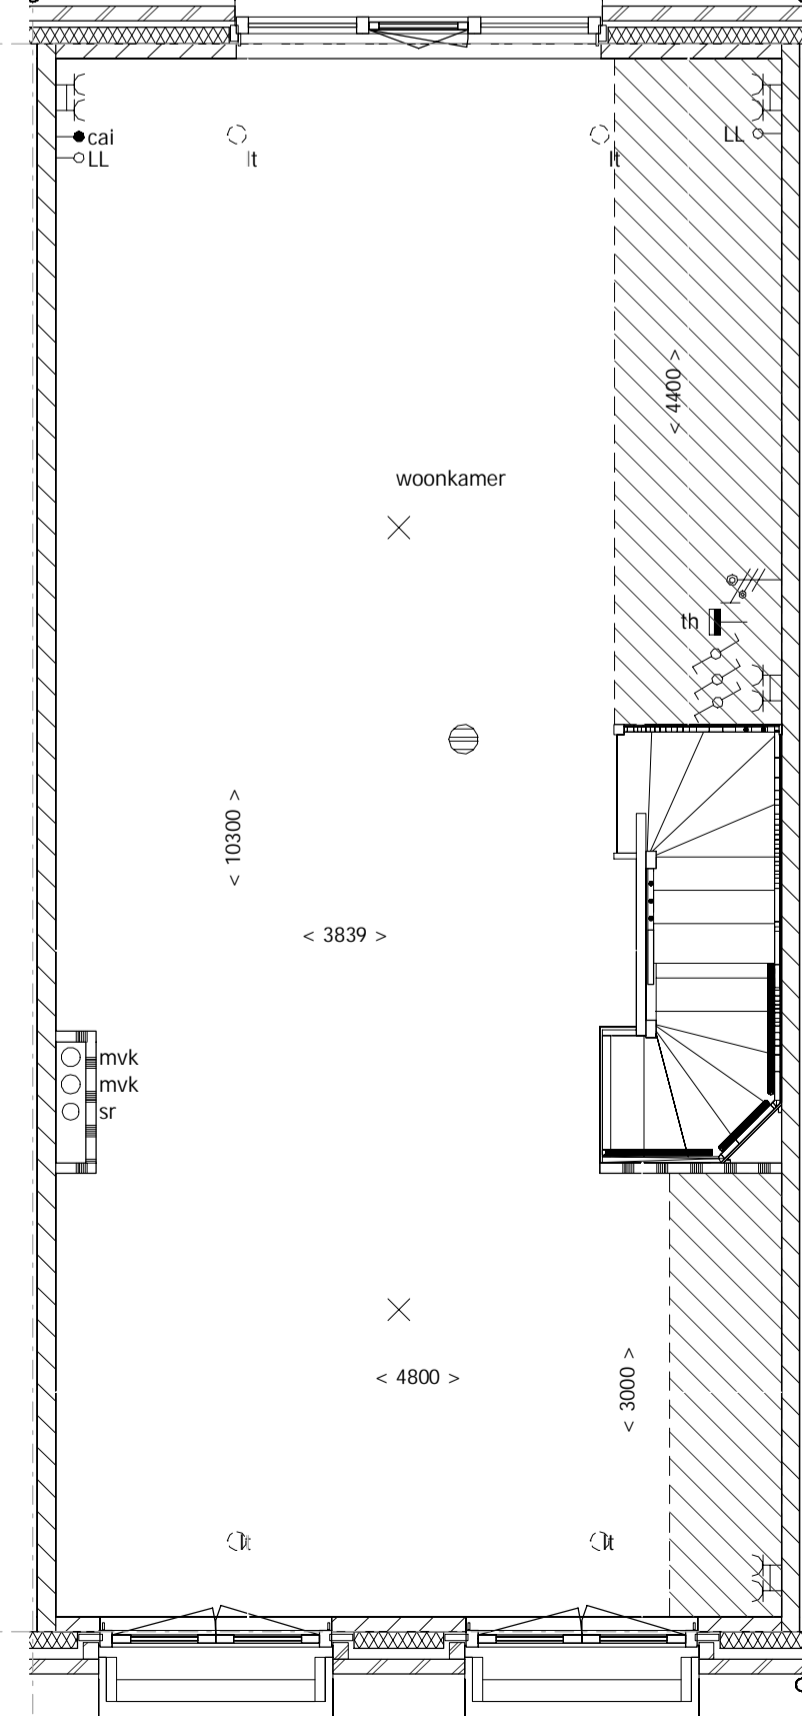 cai
LL
LL
lt
lt
< 4400 >
woonkamer
th
< 10300 >
< 3839 >
mvk
mvk
sr
< 4800 >
< 3000 >
lt
lt